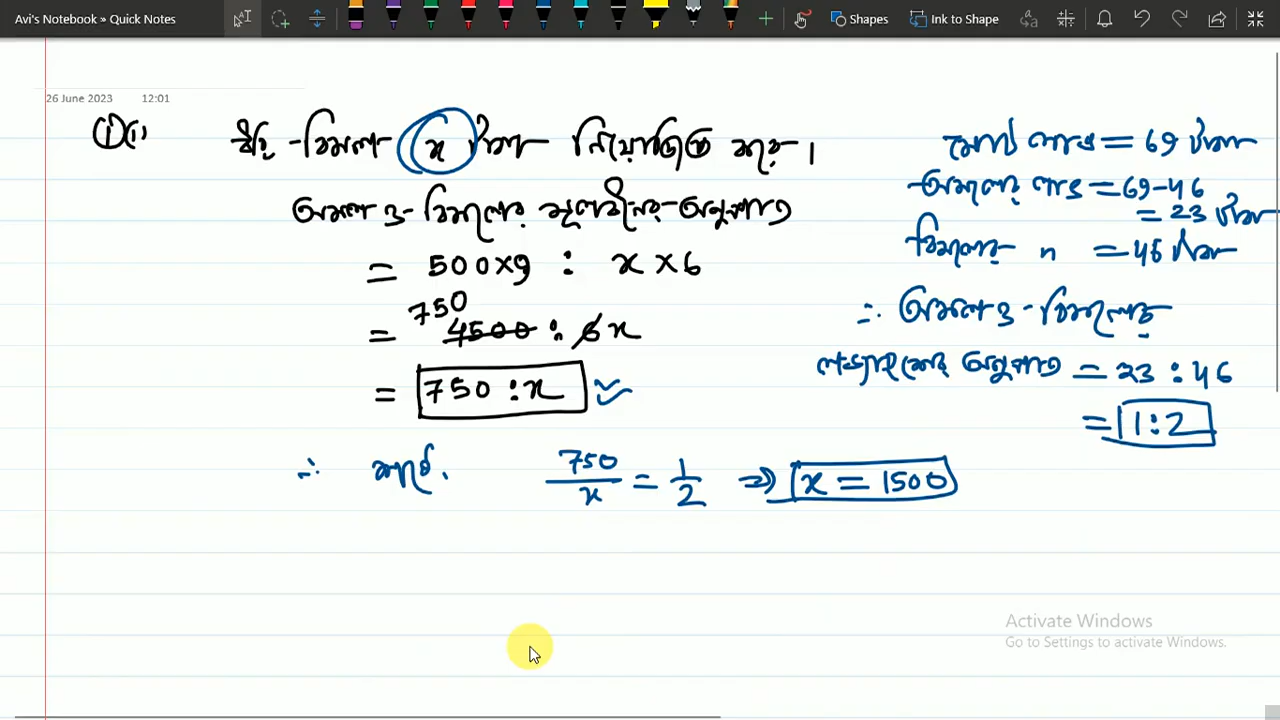 Avi's Notebook » Quick Notes
Shapes
Ink to Shape
26 June 2023 12:01
ধরি বিমলা x টাকা নিয়োজিত করে।
অমল ও বিমলের মূলধনের অনুপাত
= 500×9 : x×6
750
= 4500 : 6x
= 750 : x
∴ শর্তে, 750/x = 1/2 ⇒ x = 1500
মোট লাভ = 69 টাকা
অমলের লাভ = 69-46
= 23 টাকা
বিমলের " = 46 টাকা
∴ অমল ও বিমলের
লভ্যাংশের অনুপাত = 23 : 46
= 1:2
Activate Windows
Go to Settings to activate Windows.